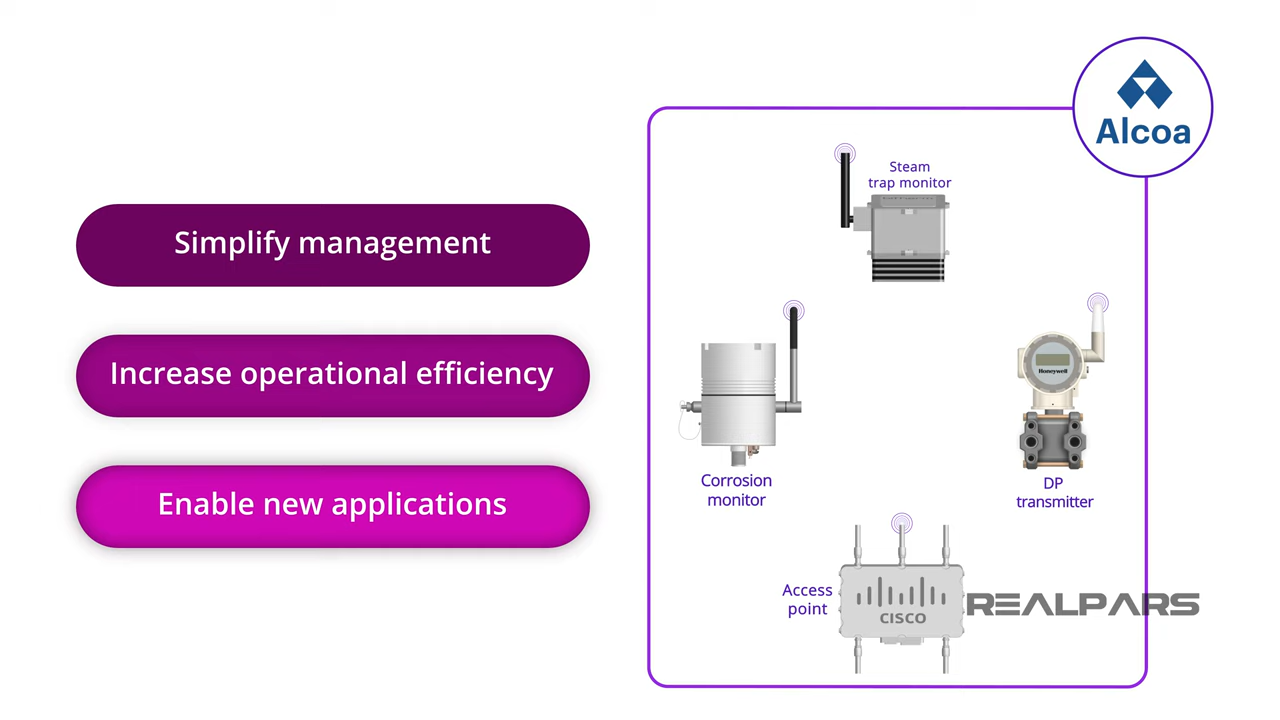 Simplify management
Increase operational efficiency
Enable new applications
Alcoa
Steam
trap monitor
Honeywell
Corrosion
monitor
DP
transmitter
Access
point
CISCO
REALPARS